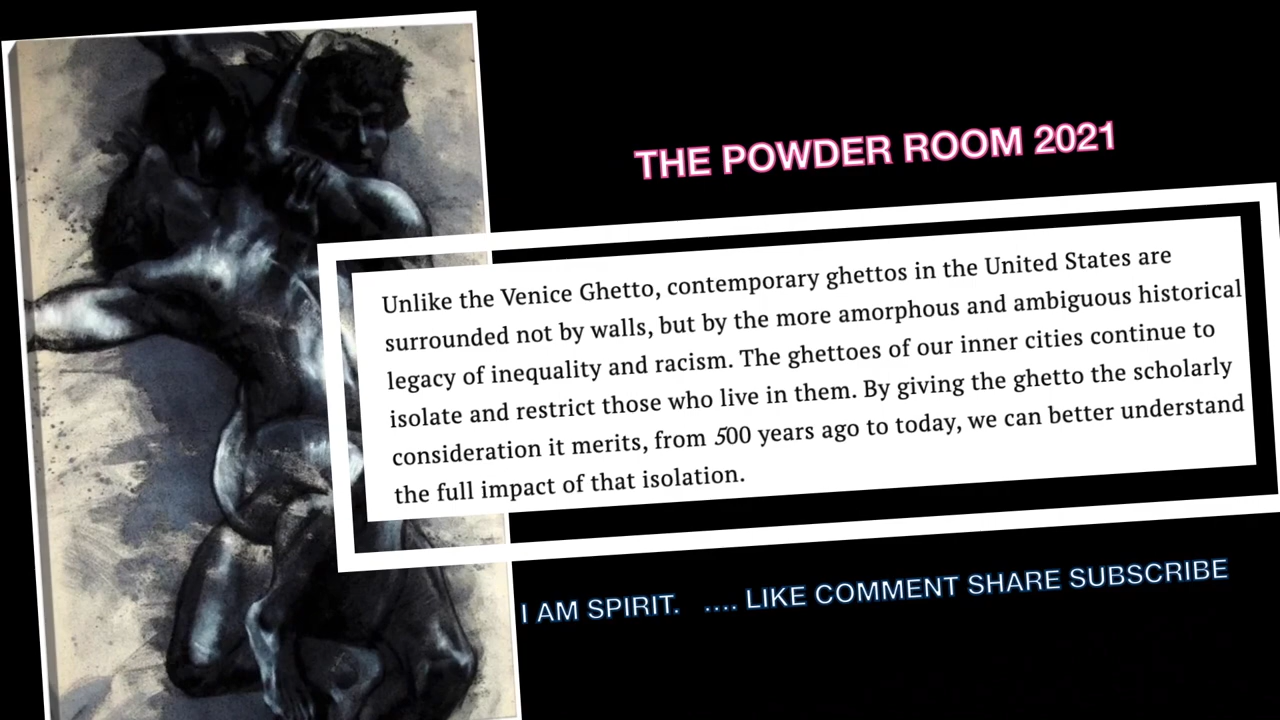 THE POWDER ROOM 2021
Unlike the Venice Ghetto, contemporary ghettos in the United States are
surrounded not by walls, but by the more amorphous and ambiguous historical
legacy of inequality and racism. The ghettoes of our inner cities continue to
isolate and restrict those who live in them. By giving the ghetto the scholarly
consideration it merits, from 500 years ago to today, we can better understand
the full impact of that isolation.
I AM SPIRIT. .... LIKE COMMENT SHARE SUBSCRIBE